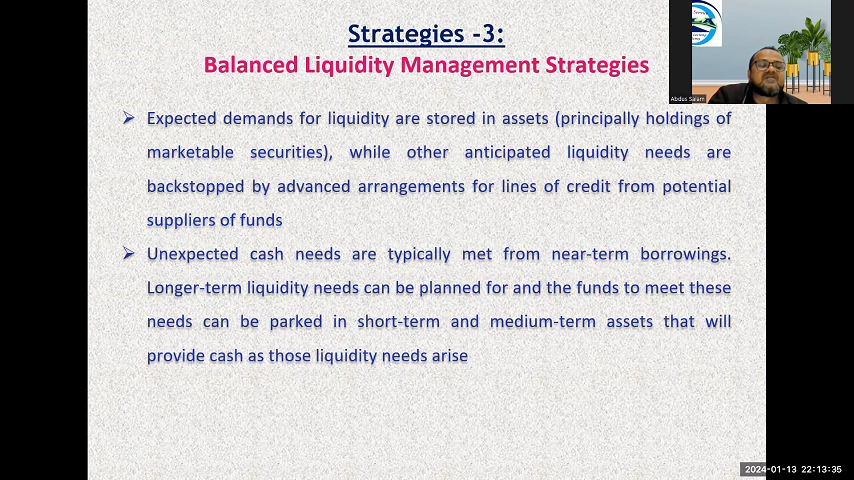 Strategies -3:
Balanced Liquidity Management Strategies
Expected demands for liquidity are stored in assets (principally holdings of
marketable securities), while other anticipated liquidity needs are
backstopped by advanced arrangements for lines of credit from potential
suppliers of funds
Unexpected cash needs are typically met from near-term borrowings.
Longer-term liquidity needs can be planned for and the funds to meet these
needs can be parked in short-term and medium-term assets that will
provide cash as those liquidity needs arise
Abdus Salam
2024-01-13 22:13:35